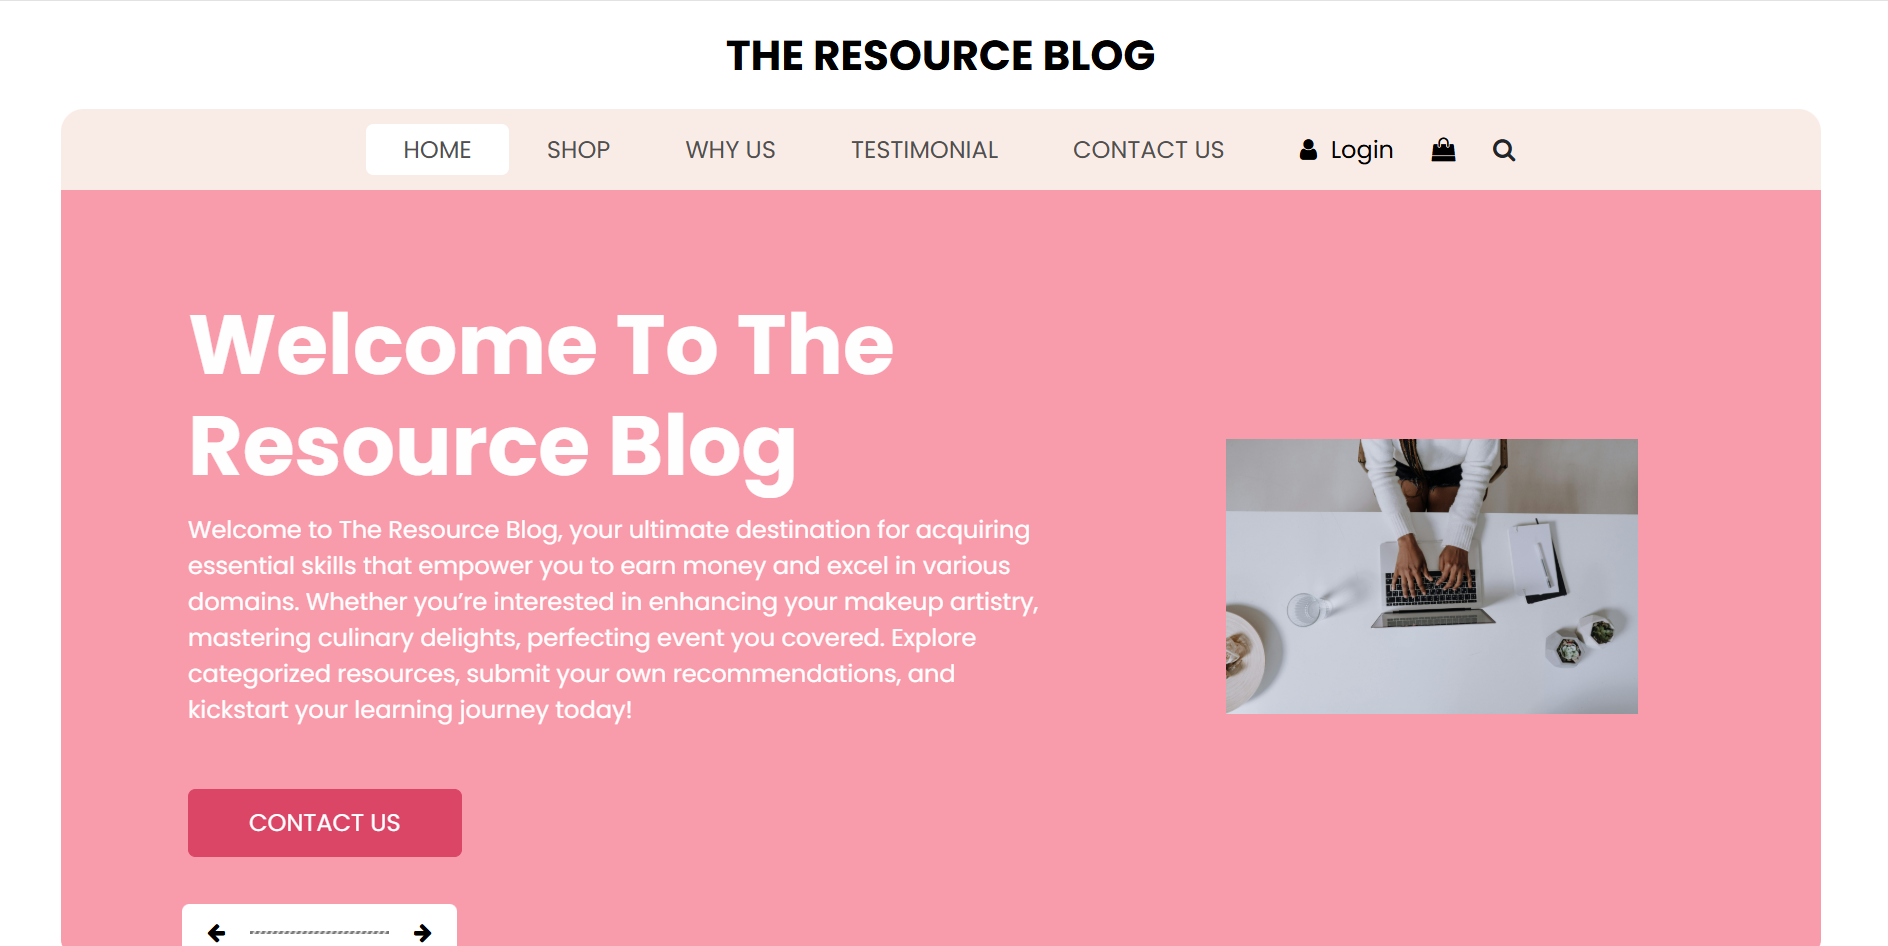 THE RESOURCE BLOG
HOME SHOP WHY US TESTIMONIAL CONTACT US Login
Welcome To The
Resource Blog
Welcome to The Resource Blog, your ultimate destination for acquiring
essential skills that empower you to earn money and excel in various
domains. Whether you’re interested in enhancing your makeup artistry,
mastering culinary delights, perfecting event you covered. Explore
categorized resources, submit your own recommendations, and
kickstart your learning journey today!
CONTACT US